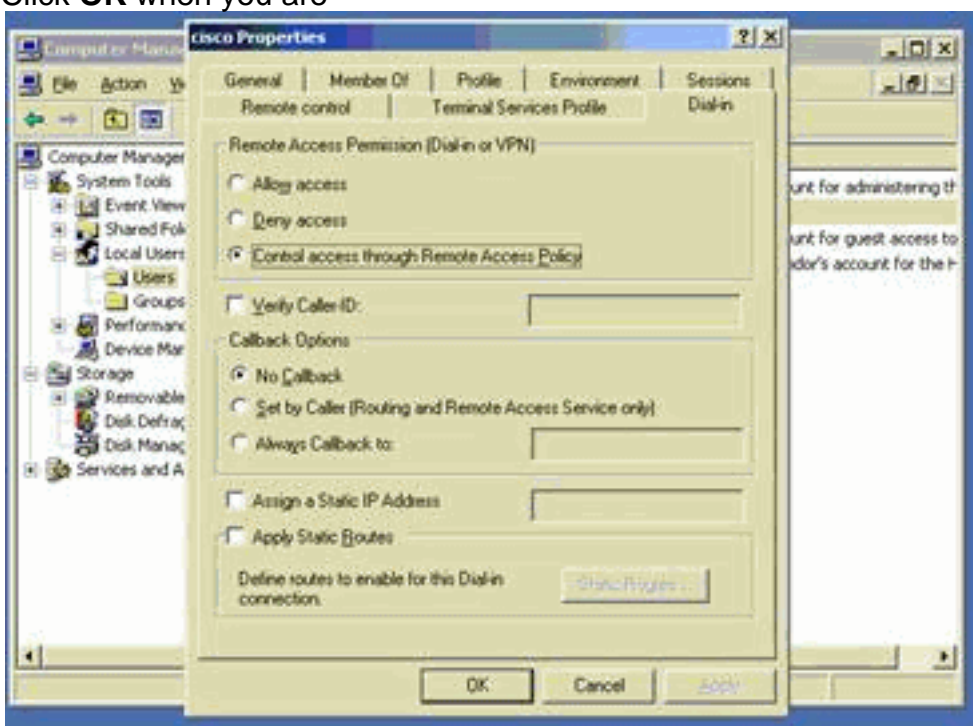 Click OK when you are
Computer Mana
cisco Properties
File Action
General Member Of Profile Environment Sessions
Remote control Terminal Services Profile Dial-in
Computer Manager
System Tools
Event View
Shared Fol
Local Users
Users
Groups
Performanc
Device Mar
Storage
Removable
Disk Defrag
Disk Manag
Services and A
Remote Access Permission (Dial-in or VPN)
Allow access
Deny access
Control access through Remote Access Policy
Verify Caller-ID:
Callback Options
No Callback
Set by Caller (Routing and Remote Access Service only)
Always Callback to:
Assign a Static IP Address
Apply Static Routes
Define routes to enable for this Dial-in
connection.
Static Routes ...
unt for administering th
unt for guest access to
dor's account for the H
OK Cancel Apply